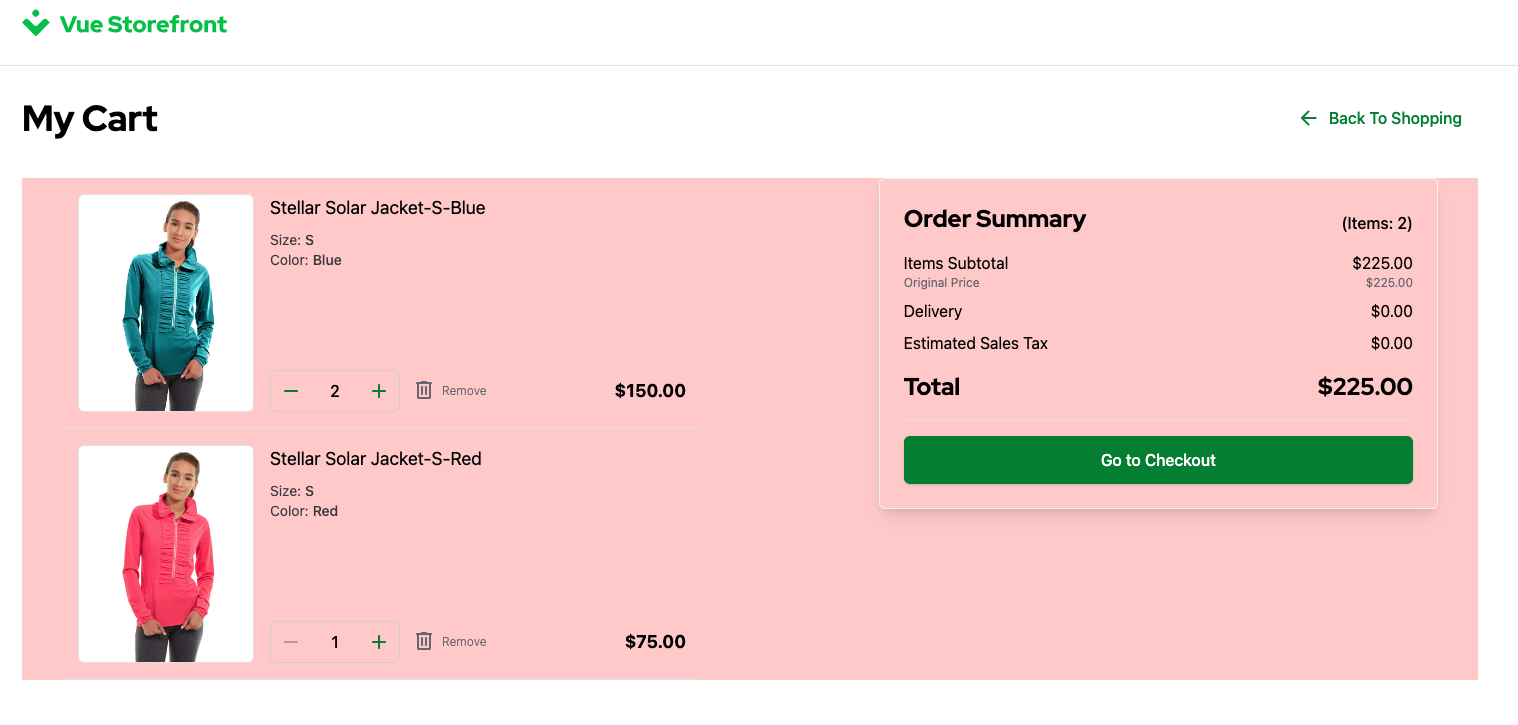 Vue Storefront
My Cart
Back To Shopping
Stellar Solar Jacket-S-Blue
Size: S
Color: Blue
2
Remove
$150.00
Stellar Solar Jacket-S-Red
Size: S
Color: Red
1
Remove
$75.00
Order Summary (Items: 2)
Items Subtotal $225.00
Original Price $225.00
Delivery $0.00
Estimated Sales Tax $0.00
Total $225.00
Go to Checkout